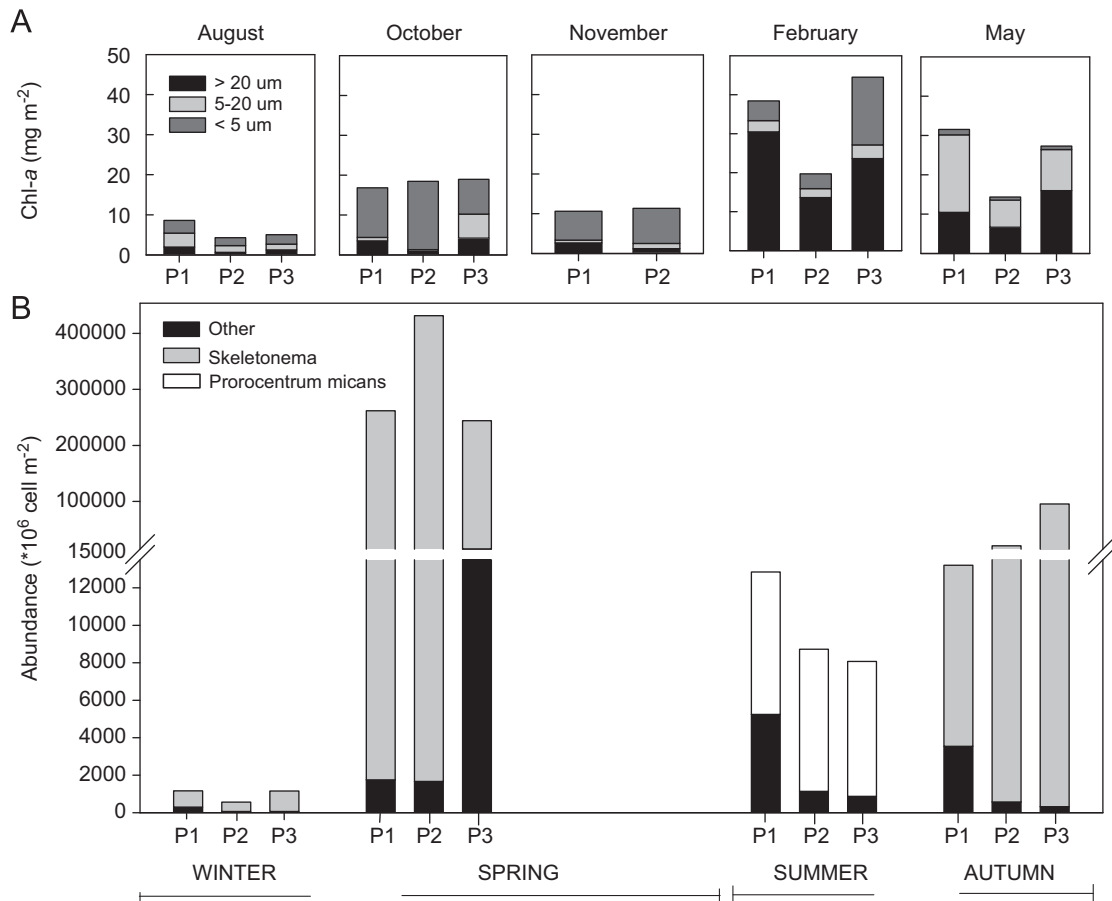 A
August October November February May
Chl-a (mg m-2)
50
40
30
20
10
0
> 20 um
5-20 um
< 5 um
P1 P2 P3 P1 P2 P3 P1 P2 P1 P2 P3 P1 P2 P3
B
Abundance (*10^6 cell m-2)
400000
300000
200000
100000
15000
12000
10000
8000
6000
4000
2000
0
Other
Skeletonema
Prorocentrum micans
P1 P2 P3 P1 P2 P3 P1 P2 P3 P1 P2 P3
WINTER SPRING SUMMER AUTUMN